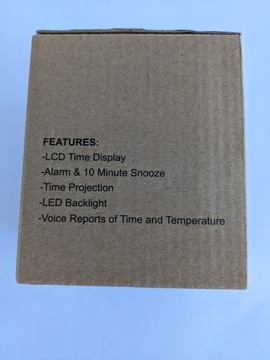 FEATURES:
-LCD Time Display
-Alarm & 10 Minute Snooze
-Time Projection
-LED Backlight
-Voice Reports of Time and Temperature